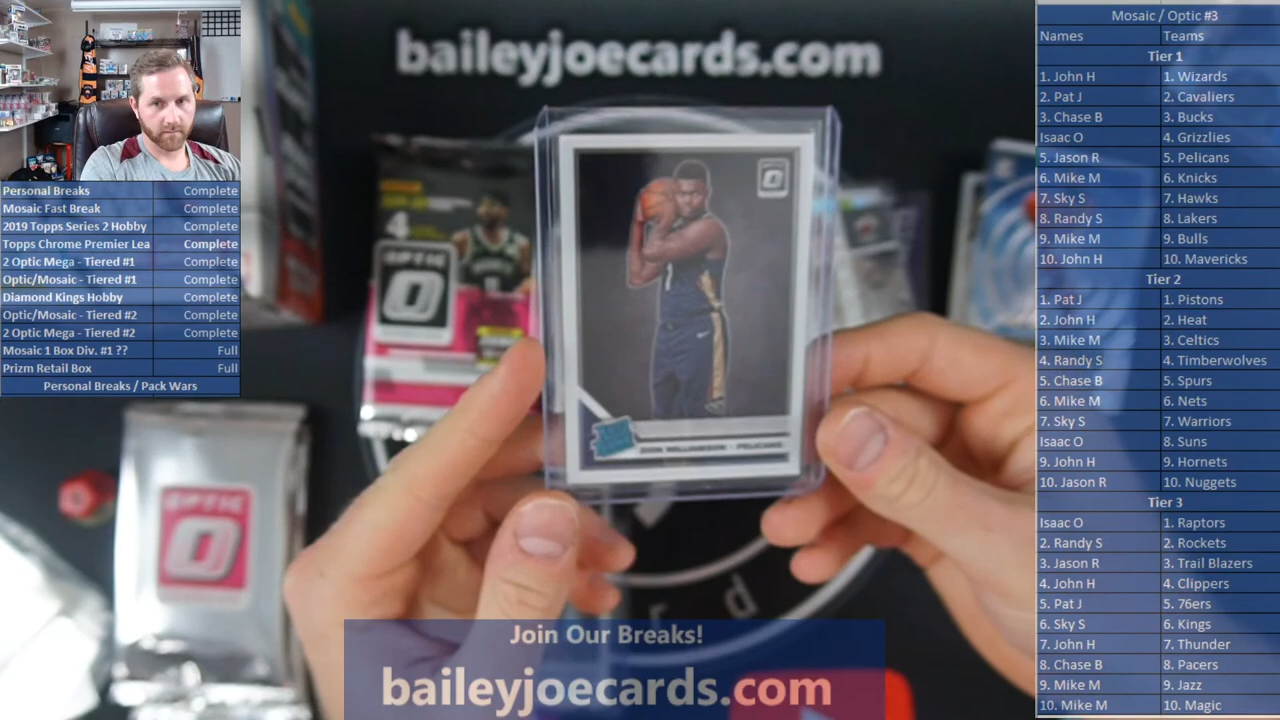 baileyjoecards.com
Personal Breaks Complete
Mosaic Fast Break Complete
2019 Topps Series 2 Hobby Complete
Topps Chrome Premier Lea Complete
2 Optic Mega - Tiered #1 Complete
Optic/Mosaic - Tiered #1 Complete
Diamond Kings Hobby Complete
Optic/Mosaic - Tiered #2 Complete
2 Optic Mega - Tiered #2 Complete
Mosaic 1 Box Div. #1 ?? Full
Prizm Retail Box Full
Personal Breaks / Pack Wars
4
OPTIC
O
OPTIC
O
ZION WILLIAMSON - PELICANS
d
Join Our Breaks!
baileyjoecards.com
Mosaic / Optic #3
Names Teams
Tier 1
1. John H 1. Wizards
2. Pat J 2. Cavaliers
3. Chase B 3. Bucks
Isaac O 4. Grizzlies
5. Jason R 5. Pelicans
6. Mike M 6. Knicks
7. Sky S 7. Hawks
8. Randy S 8. Lakers
9. Mike M 9. Bulls
10. John H 10. Mavericks
Tier 2
1. Pat J 1. Pistons
2. John H 2. Heat
3. Mike M 3. Celtics
4. Randy S 4. Timberwolves
5. Chase B 5. Spurs
6. Mike M 6. Nets
7. Sky S 7. Warriors
Isaac O 8. Suns
9. John H 9. Hornets
10. Jason R 10. Nuggets
Tier 3
Isaac O 1. Raptors
2. Randy S 2. Rockets
3. Jason R 3. Trail Blazers
4. John H 4. Clippers
5. Pat J 5. 76ers
6. Sky S 6. Kings
7. John H 7. Thunder
8. Chase B 8. Pacers
9. Mike M 9. Jazz
10. Mike M 10. Magic